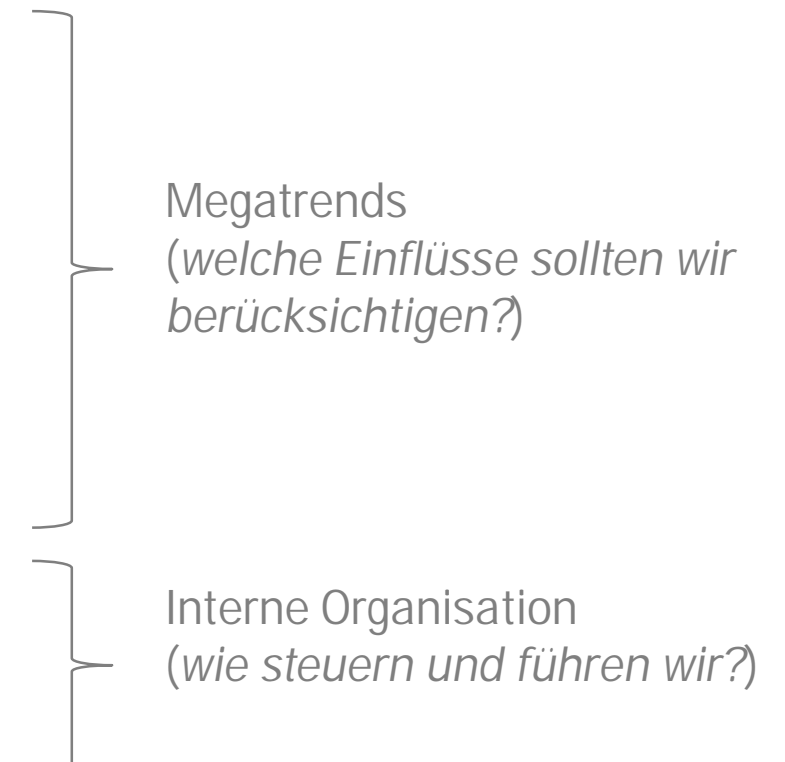 Megatrends
(welche Einflüsse sollten wir
berücksichtigen?)
Interne Organisation
(wie steuern und führen wir?)